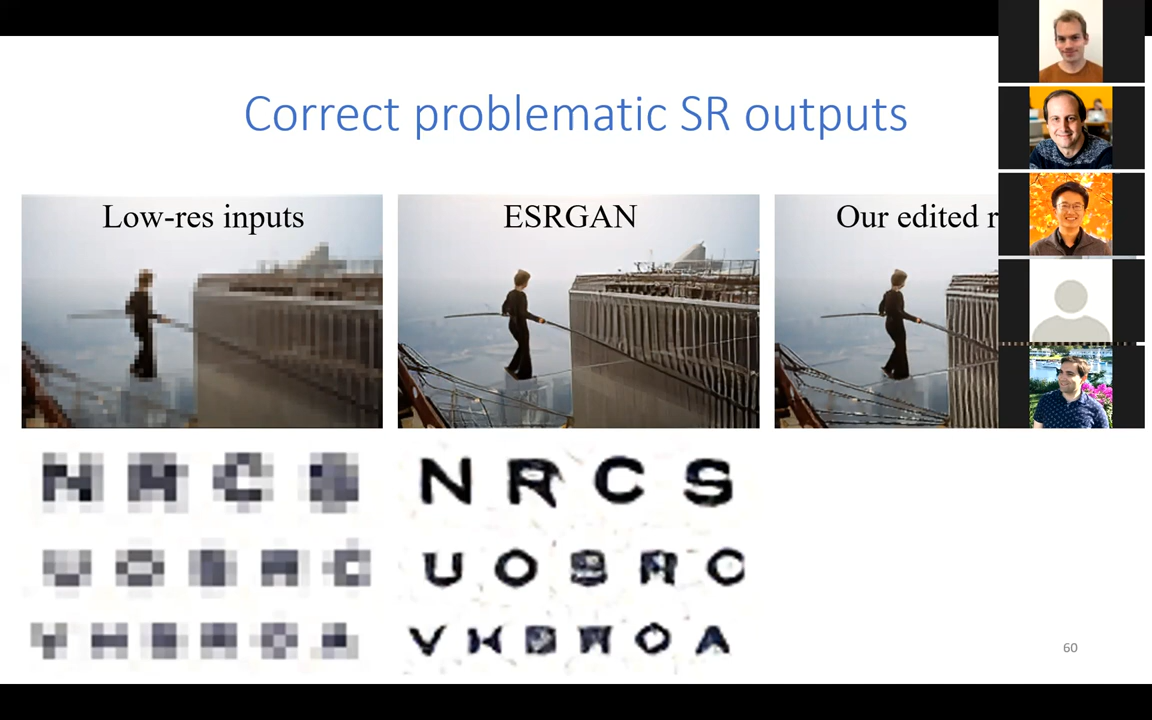 Correct problematic SR outputs
Low-res inputs ESRGAN Our edited r
N R C S N R C S
U O S R C
V H A O A
60